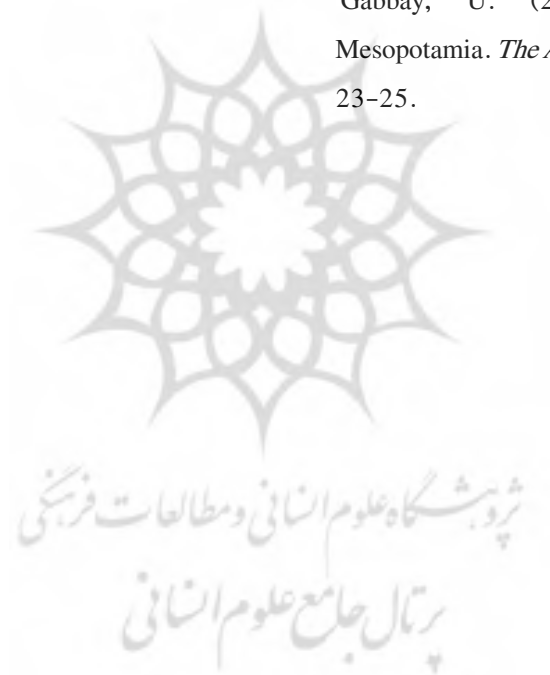 Gabbay, U. (2
Mesopotamia. The A
23–25.
پژوهشگاه علوم انسانی و مطالعات فرهنگی
پرتال جامع علوم انسانی